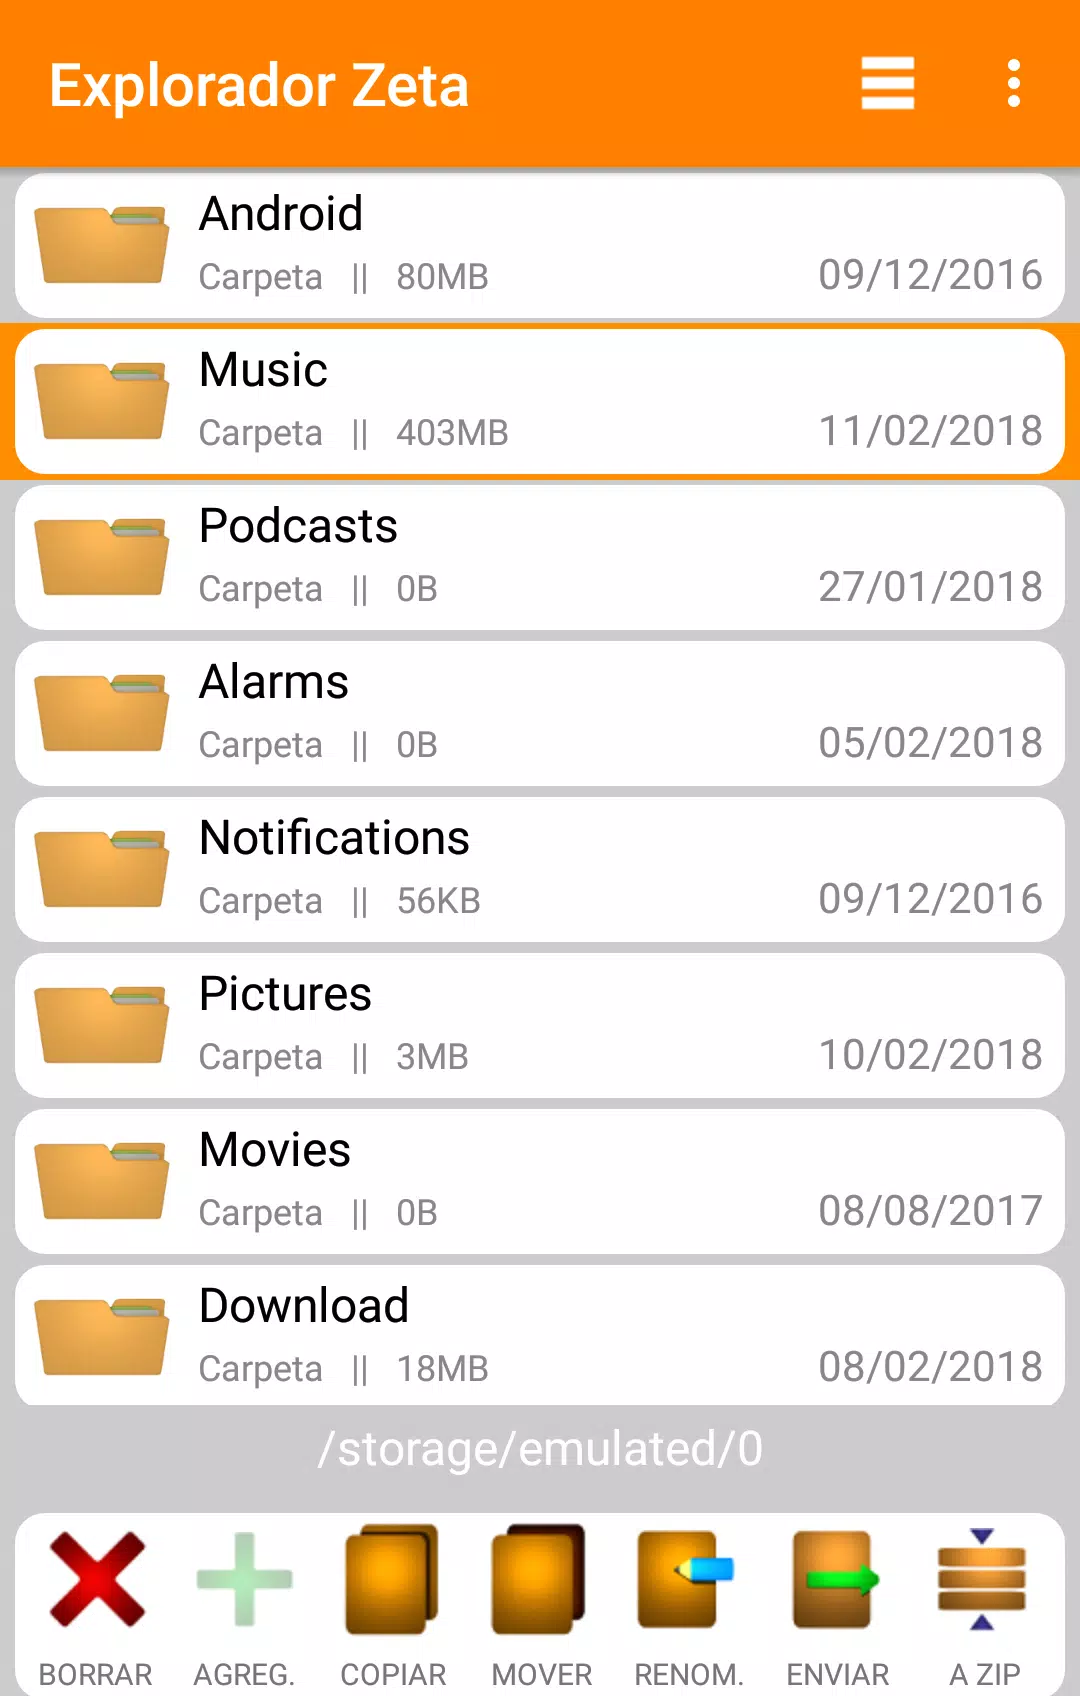 Explorador Zeta
Android
Carpeta || 80MB 09/12/2016
Music
Carpeta || 403MB 11/02/2018
Podcasts
Carpeta || 0B 27/01/2018
Alarms
Carpeta || 0B 05/02/2018
Notifications
Carpeta || 56KB 09/12/2016
Pictures
Carpeta || 3MB 10/02/2018
Movies
Carpeta || 0B 08/08/2017
Download
Carpeta || 18MB 08/02/2018
/storage/emulated/0
BORRAR AGREG. COPIAR MOVER RENOM. ENVIAR A ZIP